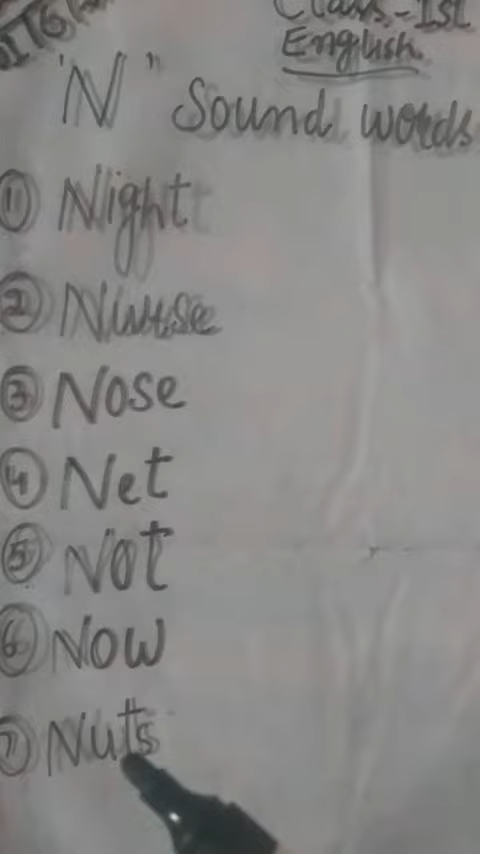 Class-1st
English
'N" Sound words
① Night
② Nurse
③ Nose
④ Net
⑤ Not
⑥ Now
⑦ Nuts